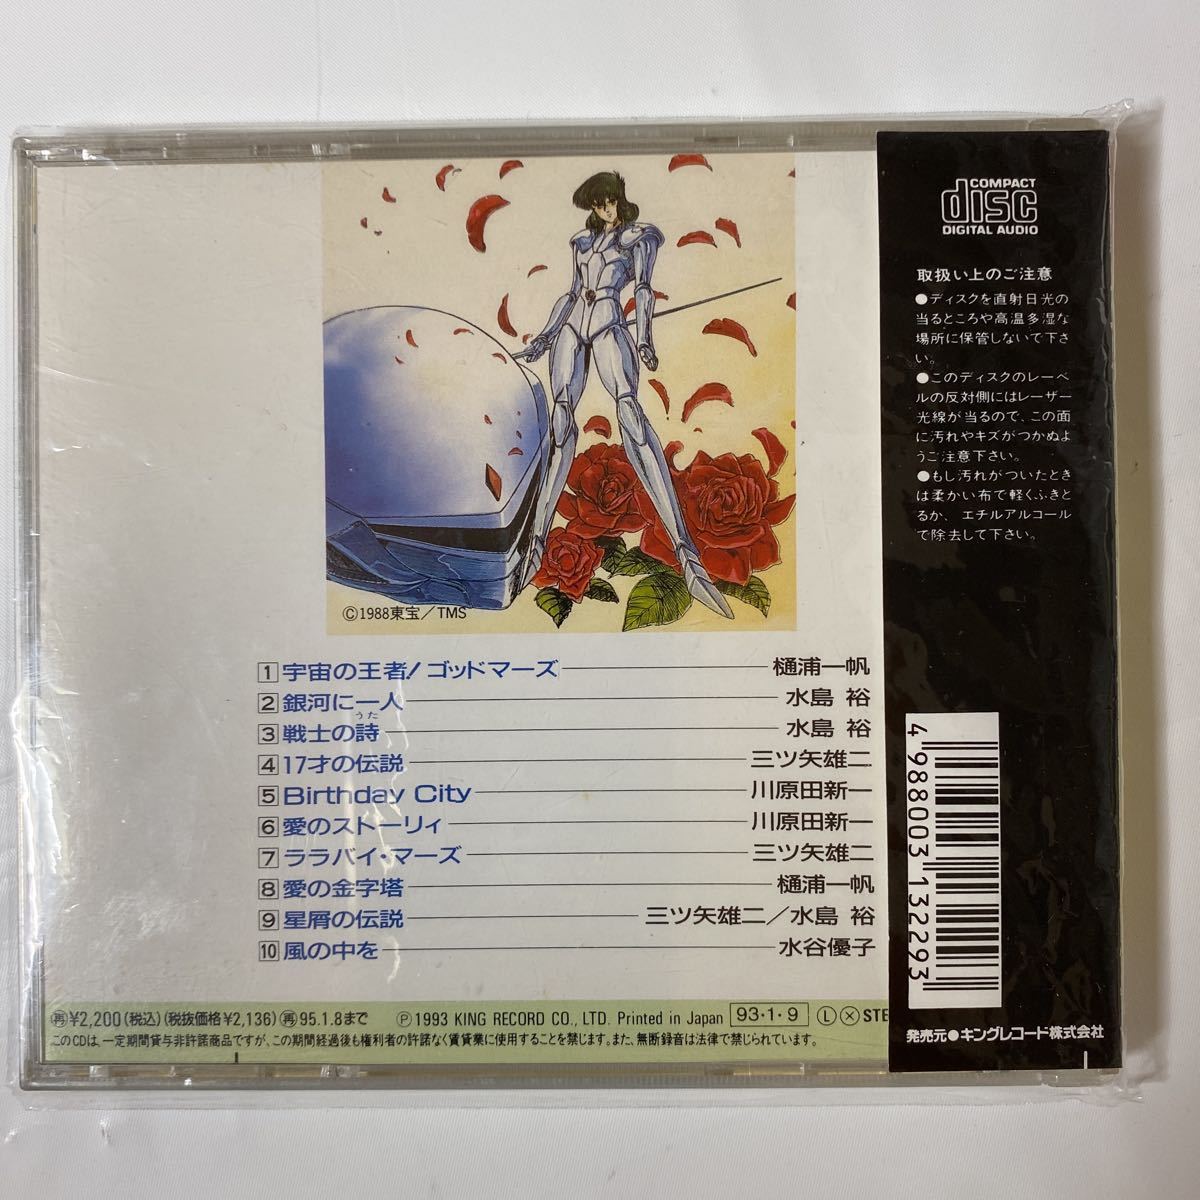 ©1988東宝／TMS
1 宇宙の王者!ゴッドマーズ 樋浦一帆
2 銀河に一人 水島 裕
うた
3 戦士の詩 水島 裕
4 17才の伝説 三ツ矢雄二
5 Birthday City 川原田新一
6 愛のストーリィ 川原田新一
7 ララバイ・マーズ 三ツ矢雄二
8 愛の金字塔 樋浦一帆
9 星屑の伝説 三ツ矢雄二／水島 裕
10 風の中を 水谷優子
再¥2,200(税込)(税抜価格¥2,136)再95.1.8まで Ⓟ1993 KING RECORD CO., LTD. Printed in Japan 93・1・9 Ⓛ Ⓧ STE
このCDは、一定期間貸与非許諾商品ですが、この期間経過後も権利者の許諾なく賃貸業に使用することを禁じます。また、無断録音は法律で禁じられています。
COMPACT
disc
DIGITAL AUDIO
取扱い上のご注意
●ディスクを直射日光の
当るところや高温多湿な
場所に保管しないで下さ
い。
●このディスクのレーベ
ルの反対側にはレーザー
光線が当るので、この面
に汚れやキズがつかぬよ
うご注意下さい。
●もし汚れがついたとき
は柔かい布で軽くふきと
るか、エチルアルコール
で除去して下さい。
4 988003 132293
発売元●キングレコード株式会社